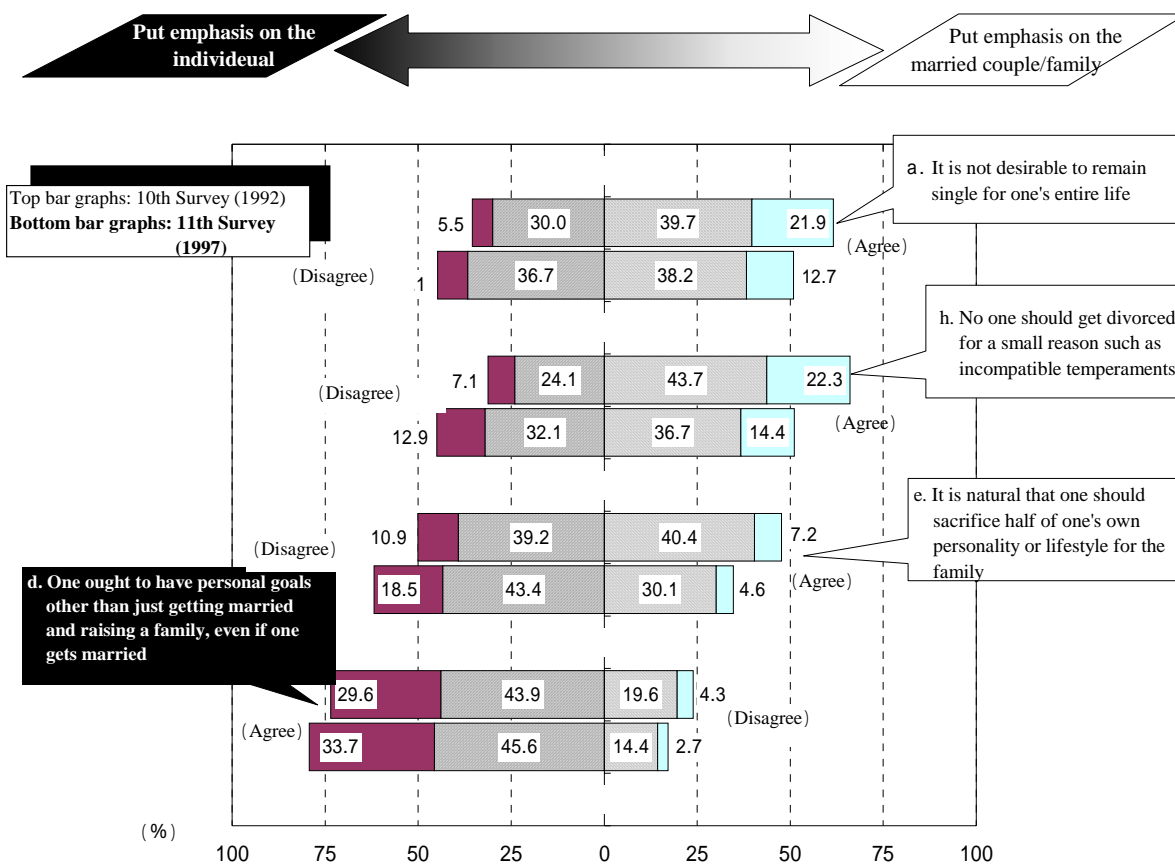 Put emphasis on the
individeual
Put emphasis on the
married couple/family
Top bar graphs: 10th Survey (1992)
Bottom bar graphs: 11th Survey
(1997)
a. It is not desirable to remain
single for one's entire life
5.5 30.0 39.7 21.9
(Agree)
(Disagree)
1 36.7 38.2 12.7
h. No one should get divorced
for a small reason such as
incompatible temperaments
7.1 24.1 43.7 22.3
(Disagree)
(Agree)
12.9 32.1 36.7 14.4
e. It is natural that one should
sacrifice half of one's own
personality or lifestyle for the
family
10.9 39.2 40.4 7.2
(Disagree)
(Agree)
18.5 43.4 30.1 4.6
d. One ought to have personal goals
other than just getting married
and raising a family, even if one
gets married
29.6 43.9 19.6 4.3
(Disagree)
(Agree)
33.7 45.6 14.4 2.7
(%)
100 75 50 25 0 25 50 75 100